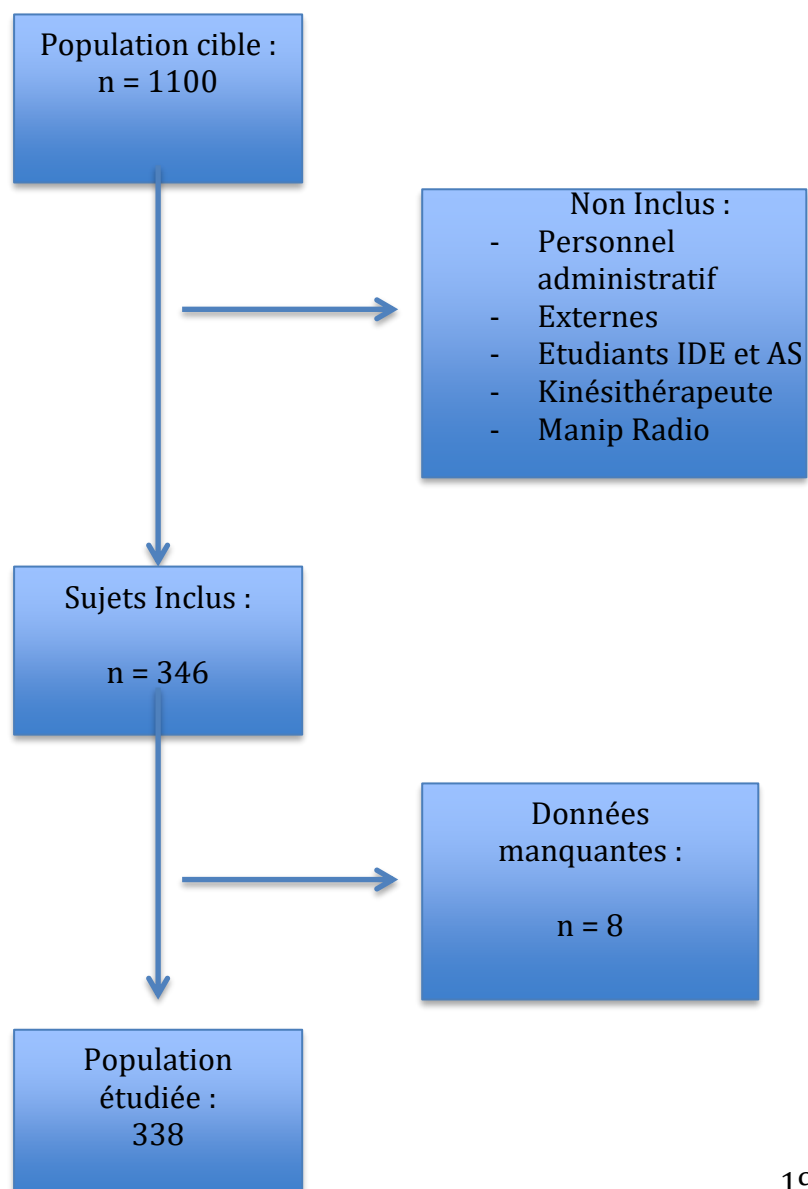 Population cible :
n = 1100
Non Inclus :
- Personnel
administratif
- Externes
- Etudiants IDE et AS
- Kinésithérapeute
- Manip Radio
Sujets Inclus :
n = 346
Données
manquantes :
n = 8
Population
étudiée :
338
19